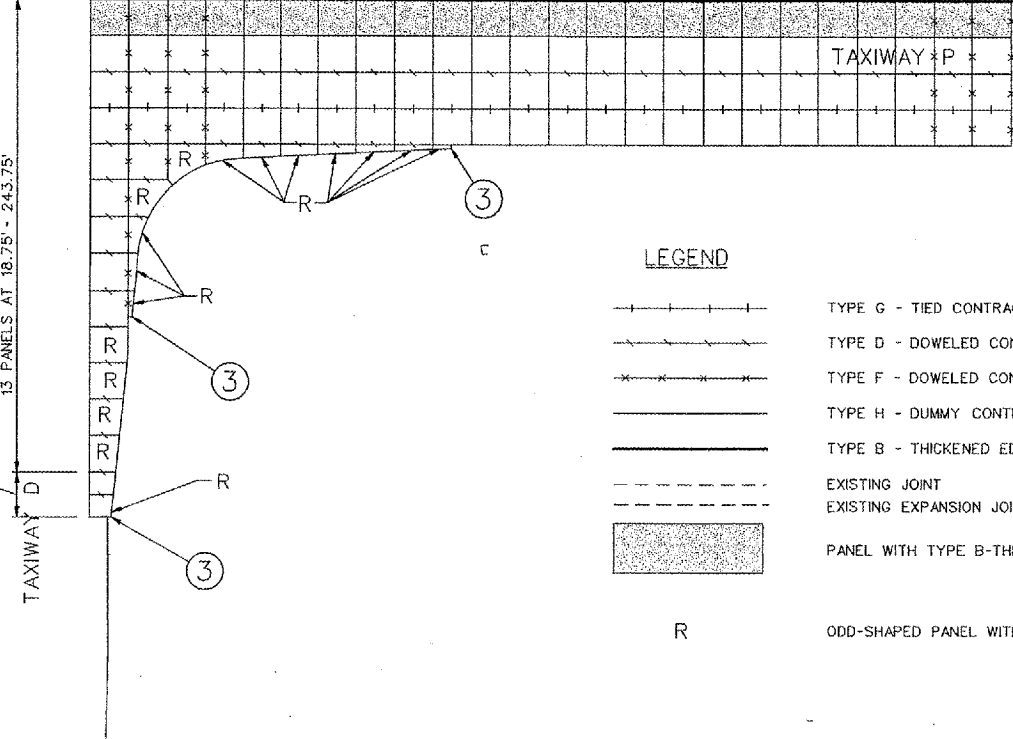 TAXIWAY P
R
R
R
3
C
13 PANELS AT 18.75' - 243.75'
R
R
R
R
R
3
R
3
TAXIWAY D
LEGEND
TYPE G - TIED CONTRA
TYPE D - DOWELED CO
TYPE F - DOWELED CON
TYPE H - DUMMY CONT
TYPE B - THICKENED ED
EXISTING JOINT
EXISTING EXPANSION JOI
PANEL WITH TYPE B-TH
R ODD-SHAPED PANEL WIT